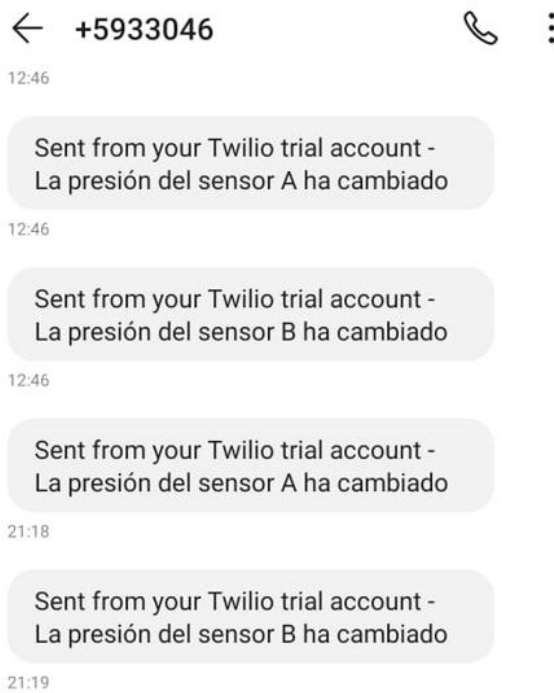 +5933046
12:46
Sent from your Twilio trial account -
La presión del sensor A ha cambiado
12:46
Sent from your Twilio trial account -
La presión del sensor B ha cambiado
12:46
Sent from your Twilio trial account -
La presión del sensor A ha cambiado
21:18
Sent from your Twilio trial account -
La presión del sensor B ha cambiado
21:19